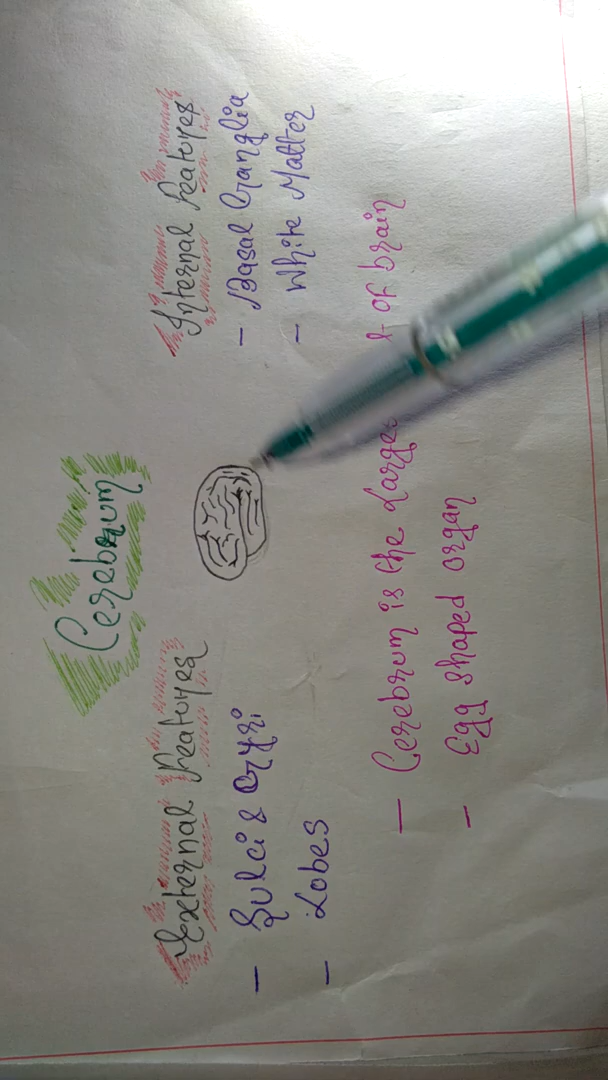 Cerebrum
External Features
- Sulci & Gyri
- Lobes
Internal Features
- Basal Ganglia
- White Matter
- Cerebrum is the of brain
- Egg shaped organ